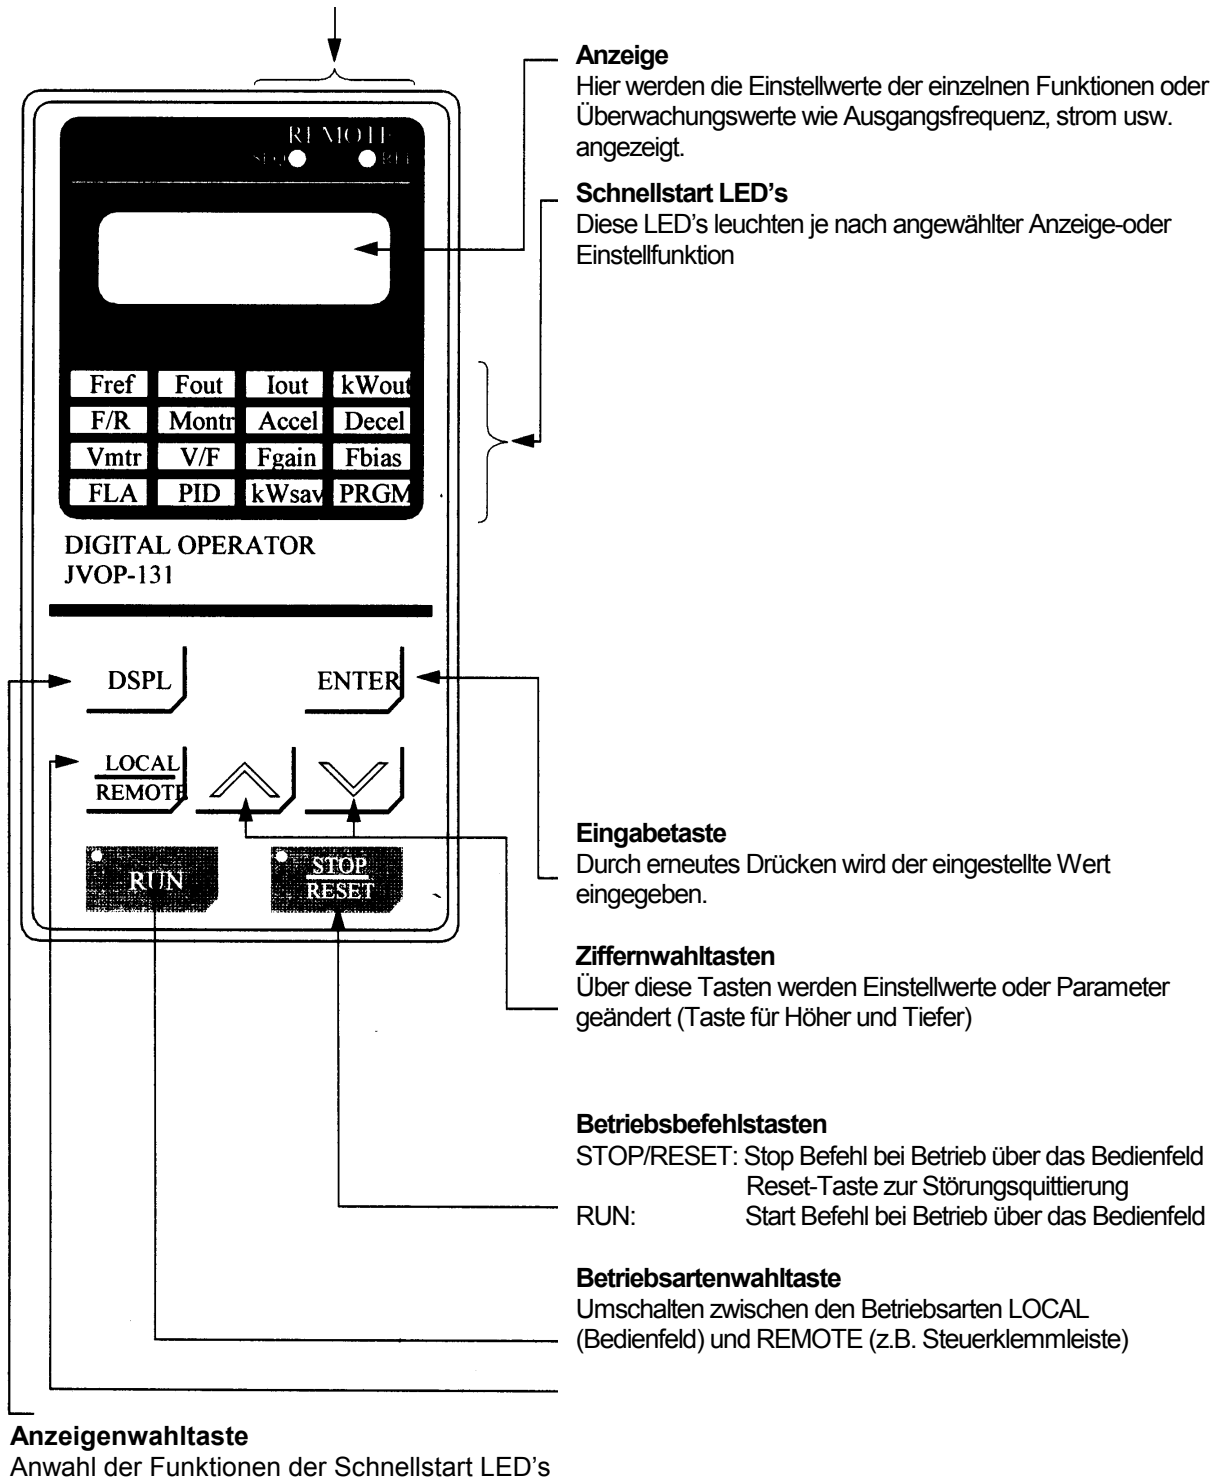 Anzeige
Hier werden die Einstellwerte der einzelnen Funktionen oder
Überwachungswerte wie Ausgangsfrequenz, strom usw.
angezeigt.
Schnellstart LED's
Diese LED's leuchten je nach angewählter Anzeige-oder
Einstellfunktion
REMOTE
SEQ REF
Fref Fout Iout kWout
F/R Montr Accel Decel
Vmtr V/F Fgain Fbias
FLA PID kWsav PRGM
DIGITAL OPERATOR
JVOP-131
DSPL ENTER
LOCAL
REMOTE
RUN STOP
RESET
Eingabetaste
Durch erneutes Drücken wird der eingestellte Wert
eingegeben.
Ziffernwahltasten
Über diese Tasten werden Einstellwerte oder Parameter
geändert (Taste für Höher und Tiefer)
Betriebsbefehlstasten
STOP/RESET: Stop Befehl bei Betrieb über das Bedienfeld
Reset-Taste zur Störungsquittierung
RUN: Start Befehl bei Betrieb über das Bedienfeld
Betriebsartenwahltaste
Umschalten zwischen den Betriebsarten LOCAL
(Bedienfeld) und REMOTE (z.B. Steuerklemmleiste)
Anzeigenwahltaste
Anwahl der Funktionen der Schnellstart LED's